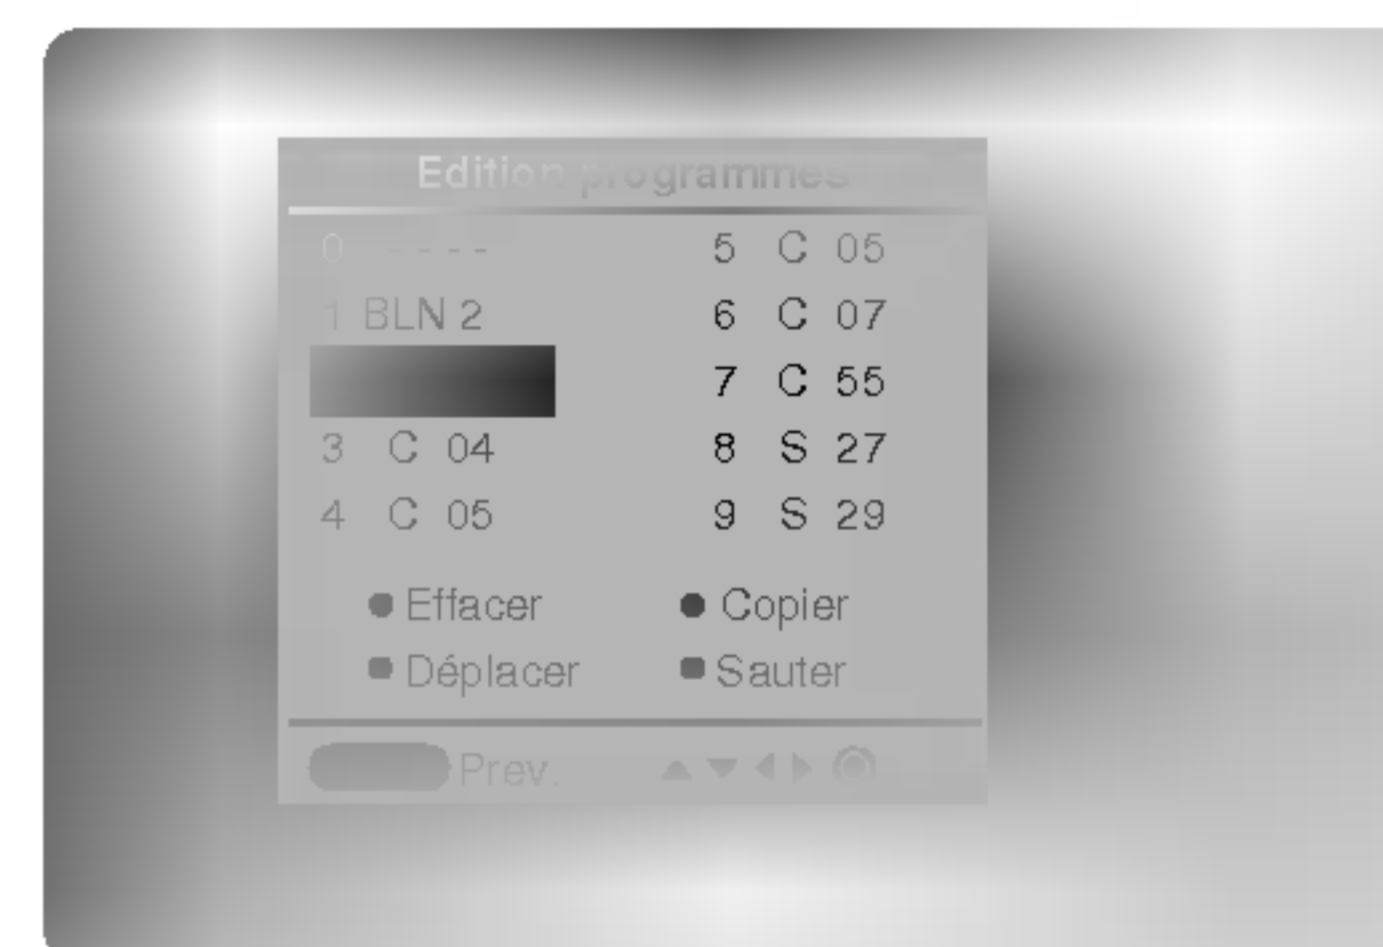 Edition programmes
0 - - - - 5 C 05
1 BLN 2 6 C 07
7 C 55
3 C 04 8 S 27
4 C 05 9 S 29
Effacer Copier
Déplacer Sauter
Prev.